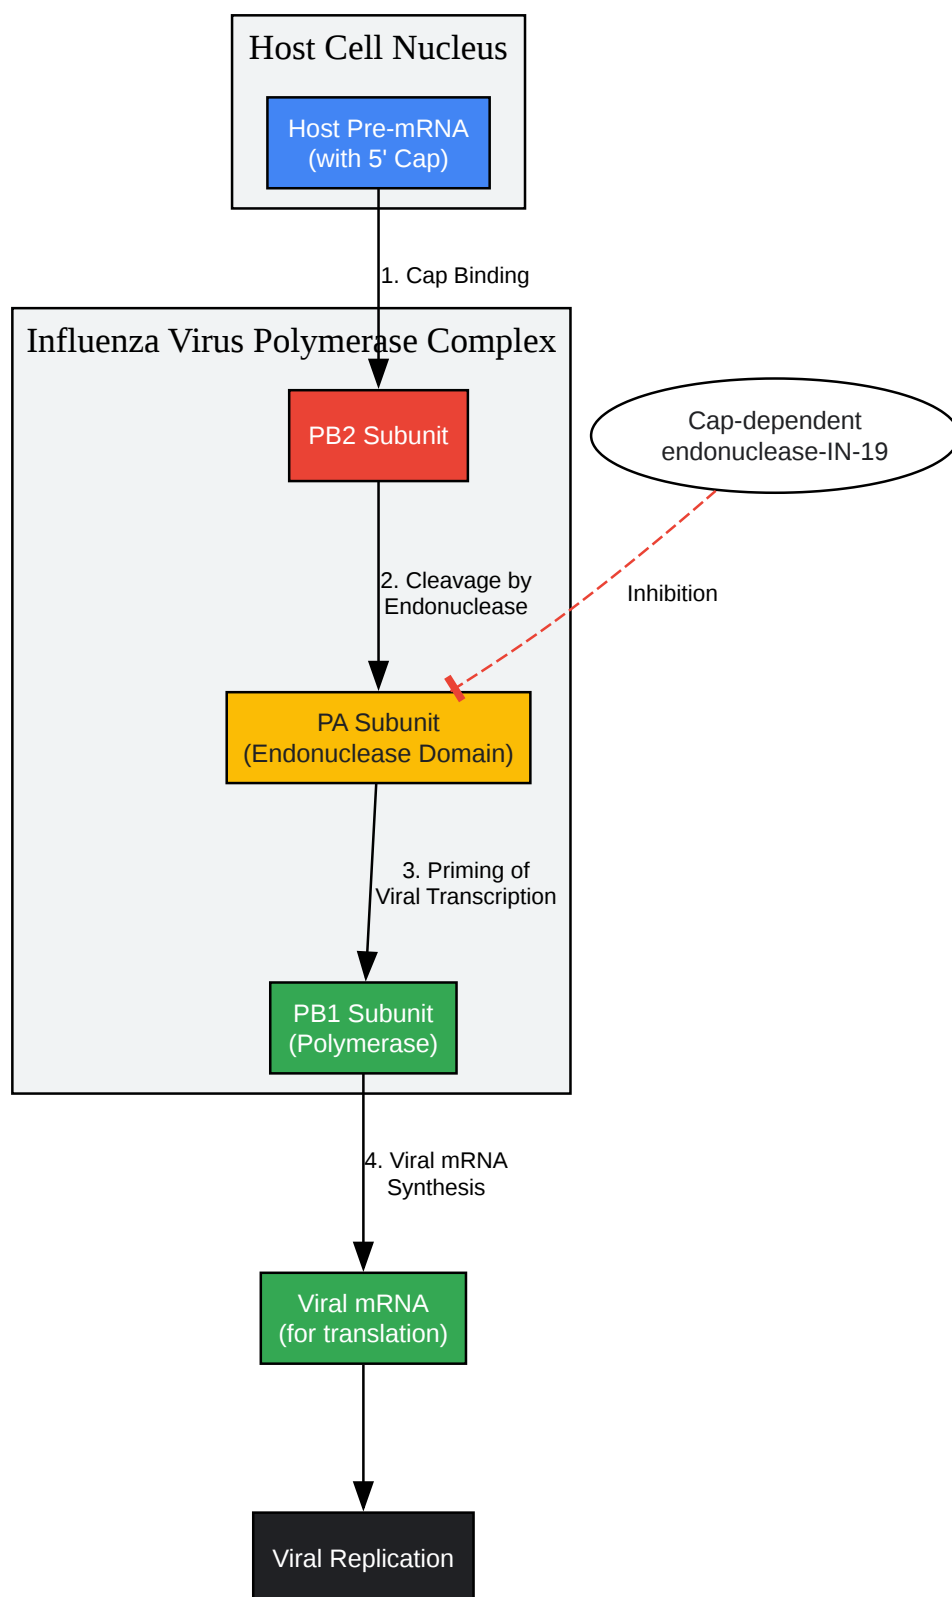 Host Cell Nucleus
Host Pre-mRNA
(with 5' Cap)
1. Cap Binding
Influenza Virus Polymerase Complex
PB2 Subunit
Cap-dependent
endonuclease-IN-19
2. Cleavage by
Endonuclease
Inhibition
PA Subunit
(Endonuclease Domain)
3. Priming of
Viral Transcription
PB1 Subunit
(Polymerase)
4. Viral mRNA
Synthesis
Viral mRNA
(for translation)
Viral Replication